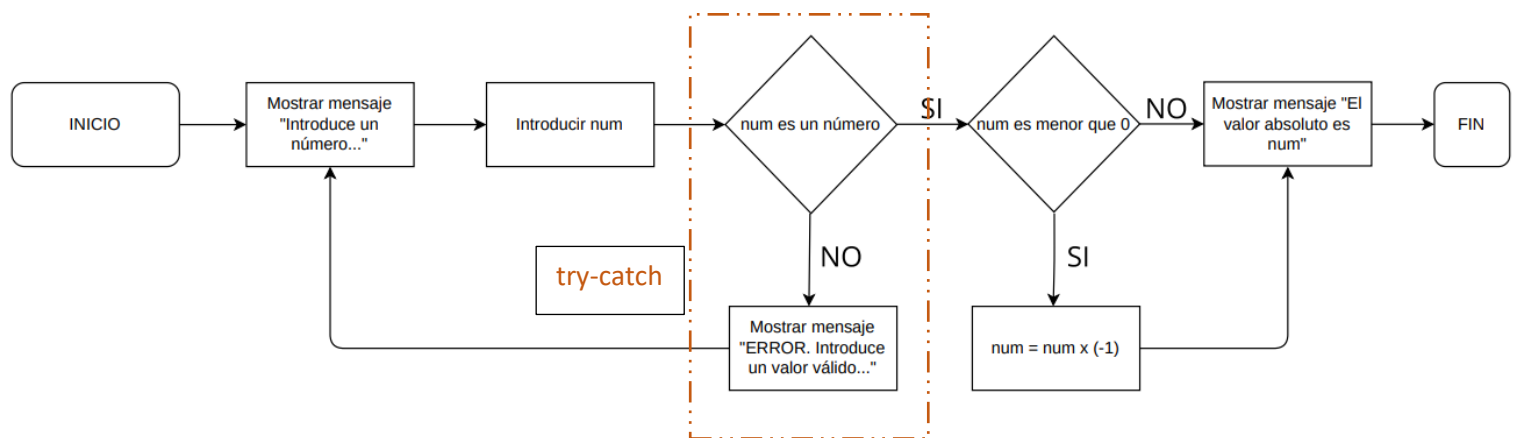 INICIO
Mostrar mensaje
"Introduce un
número..."
Introducir num
num es un número
SI
num es menor que 0
NO
Mostrar mensaje "El
valor absoluto es
num"
FIN
NO
SI
try-catch
Mostrar mensaje
"ERROR. Introduce
un valor válido..."
num = num x (-1)